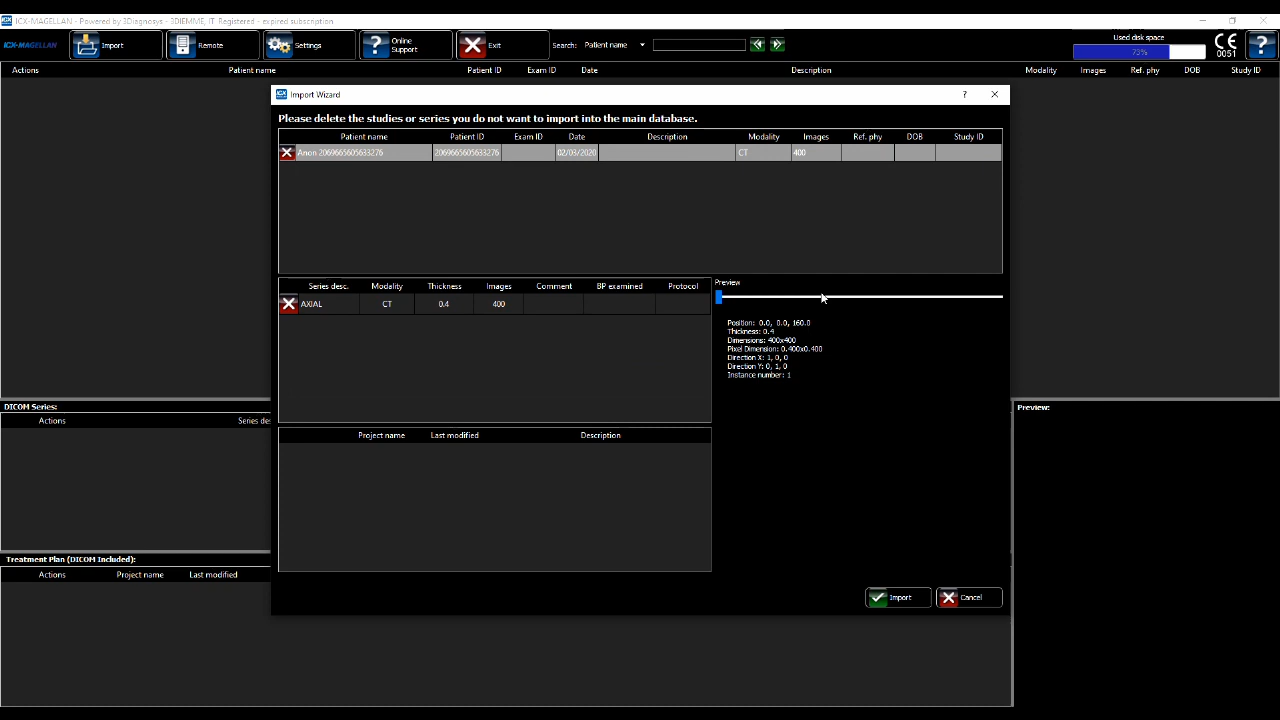 ICX-MAGELLAN - Powered by 3Diagnosys - 3DIEMME, IT Registered - expired subscription
ICX-MAGELLAN Import Remote Settings Online Support Exit Search: Patient name Used disk space 73% CE 0051 ?
Actions Patient name Patient ID Exam ID Date Description Modality Images Ref. phy DOB Study ID
Import Wizard ?
Please delete the studies or series you do not want to import into the main database.
Patient name Patient ID Exam ID Date Description Modality Images Ref. phy DOB Study ID
Anon 2069665605633276 2069665605633276 02/03/2020 CT 400
Series desc. Modality Thickness Images Comment BP examined Protocol
AXIAL CT 0.4 400
Preview
Position: 0.0, 0.0, 160.0
Thickness: 0.4
Dimensions: 400x400
Pixel Dimension: 0.400x0.400
Direction X: 1, 0, 0
Direction Y: 0, 1, 0
Instance number: 1
Project name Last modified Description
Import Cancel
DICOM Series:
Actions Series des
Preview:
Treatment Plan (DICOM Included):
Actions Project name Last modified